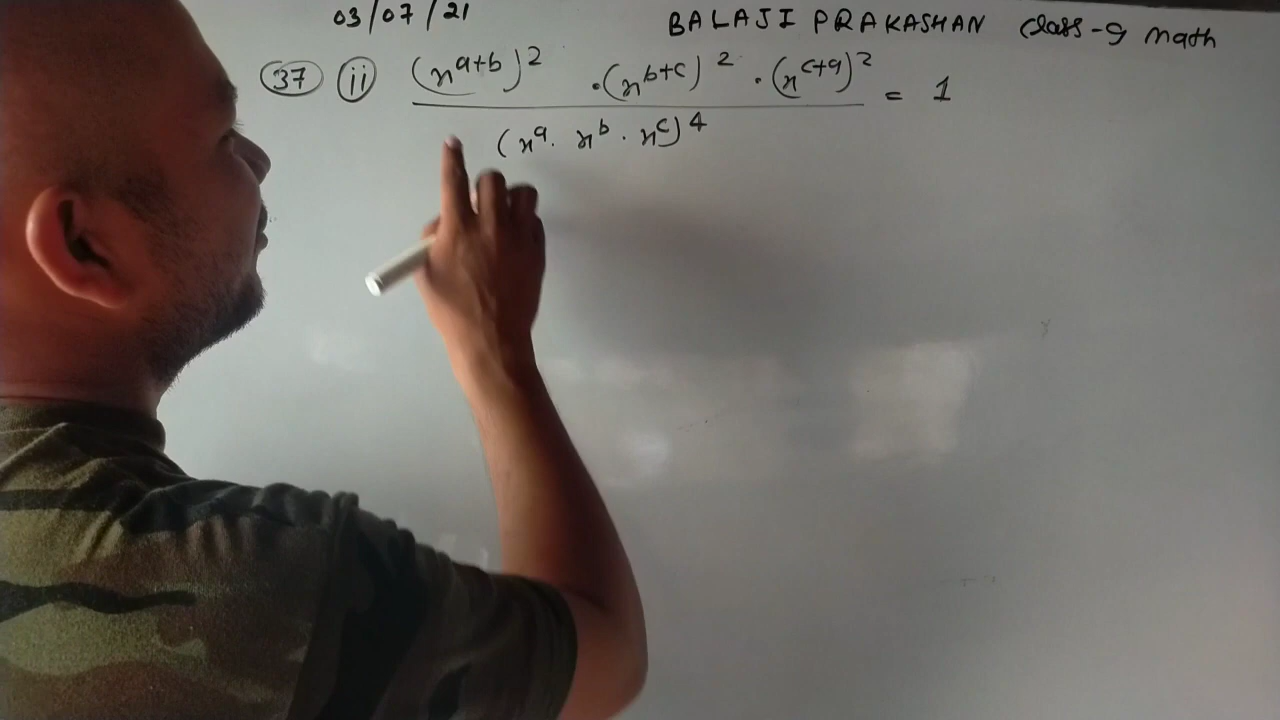 03/07/21 BALAJI PRAKASHAN Class-9 Math
37 ii (x^{a+b})^2 · (x^{b+c})^2 · (x^{c+a})^2 = 1
(x^a · x^b · x^c)^4